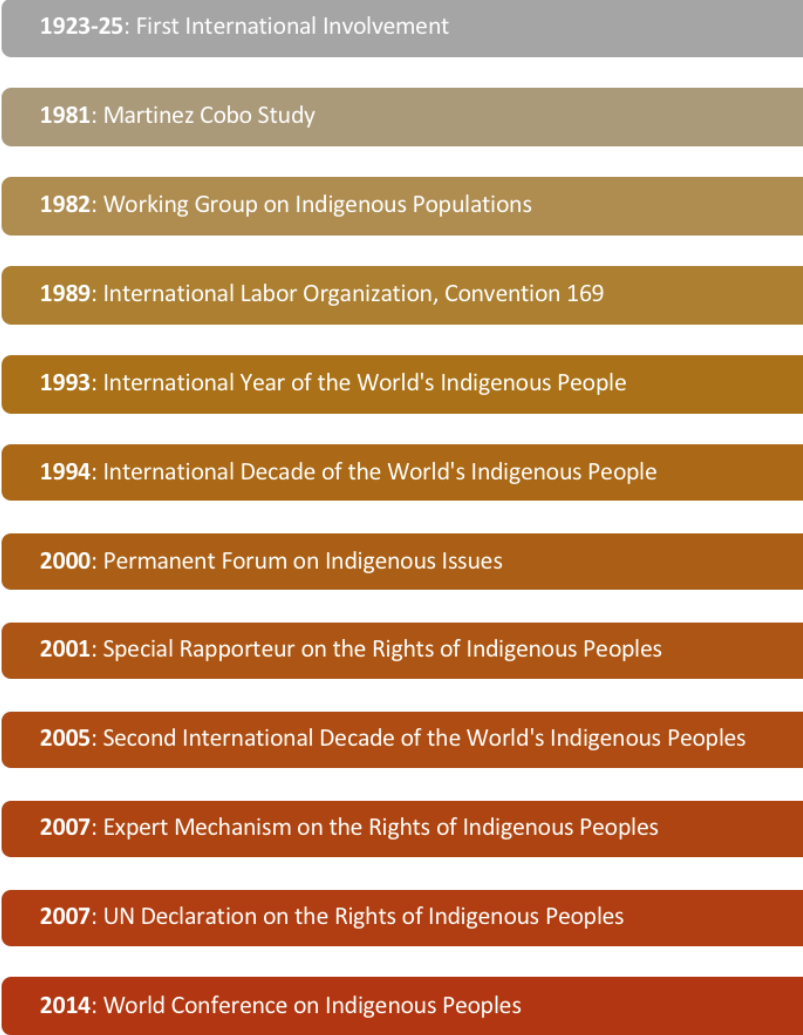 1923-25: First International Involvement
1981: Martinez Cobo Study
1982: Working Group on Indigenous Populations
1989: International Labor Organization, Convention 169
1993: International Year of the World's Indigenous People
1994: International Decade of the World's Indigenous People
2000: Permanent Forum on Indigenous Issues
2001: Special Rapporteur on the Rights of Indigenous Peoples
2005: Second International Decade of the World's Indigenous Peoples
2007: Expert Mechanism on the Rights of Indigenous Peoples
2007: UN Declaration on the Rights of Indigenous Peoples
2014: World Conference on Indigenous Peoples